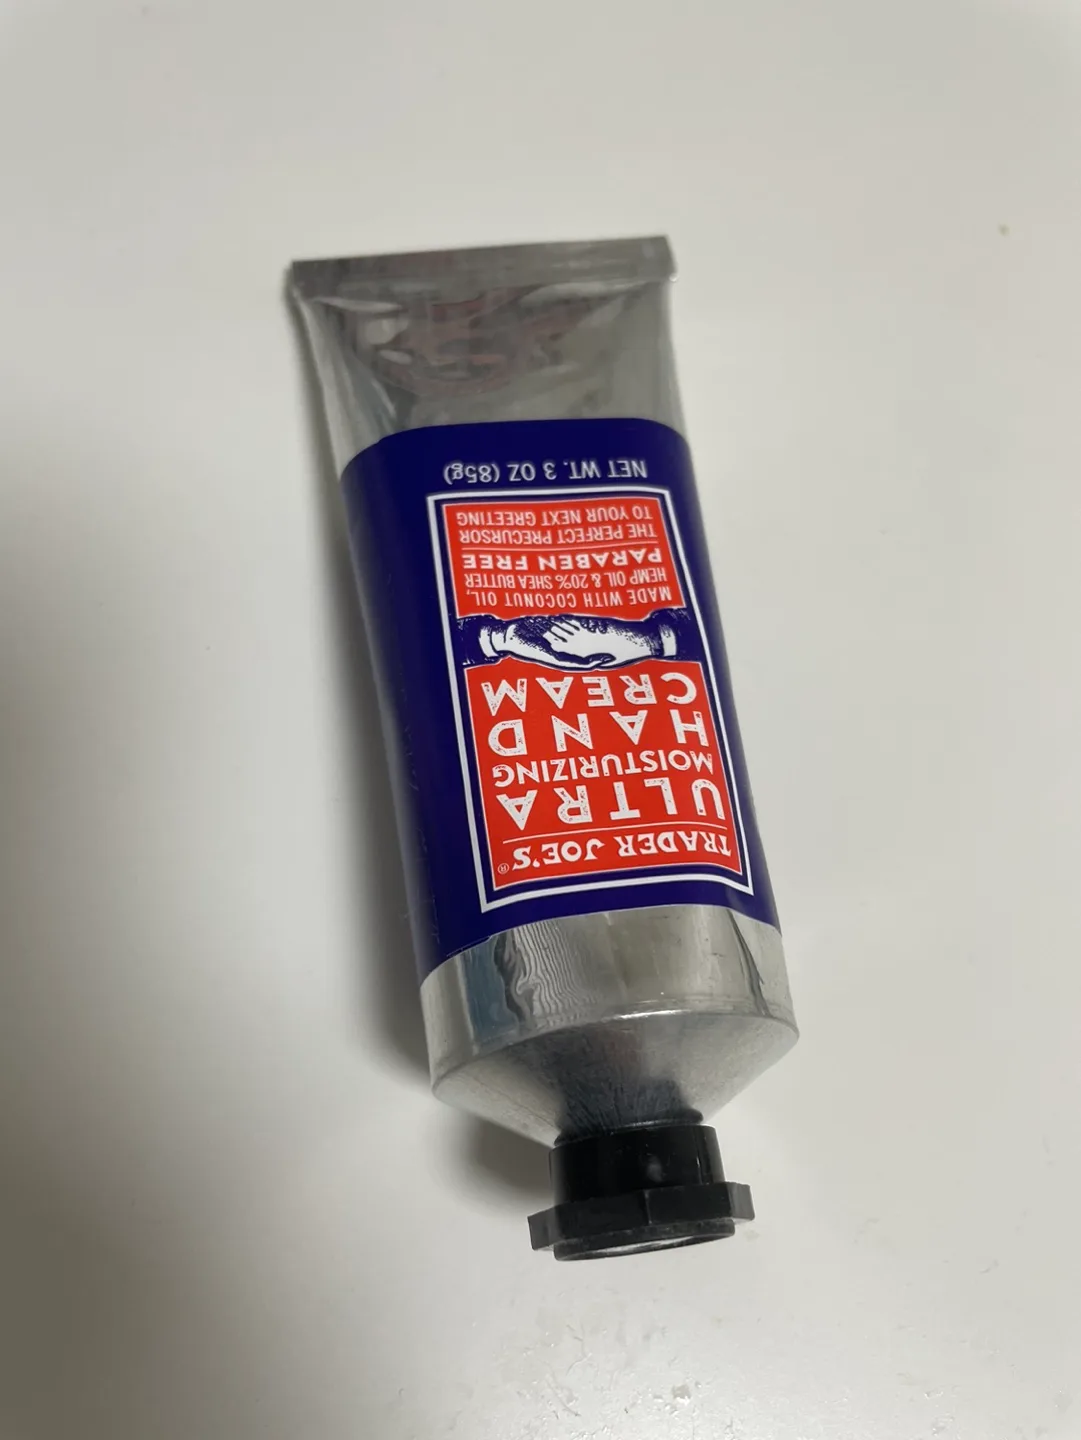 TRADER JOE'S®
ULTRA
MOISTURIZING
HAND
CREAM
MADE WITH COCONUT OIL,
HEMP OIL & 20% SHEA BUTTER
PARABEN FREE
THE PERFECT PRECURSOR
TO YOUR NEXT GREETING
NET WT. 3 OZ (85g)